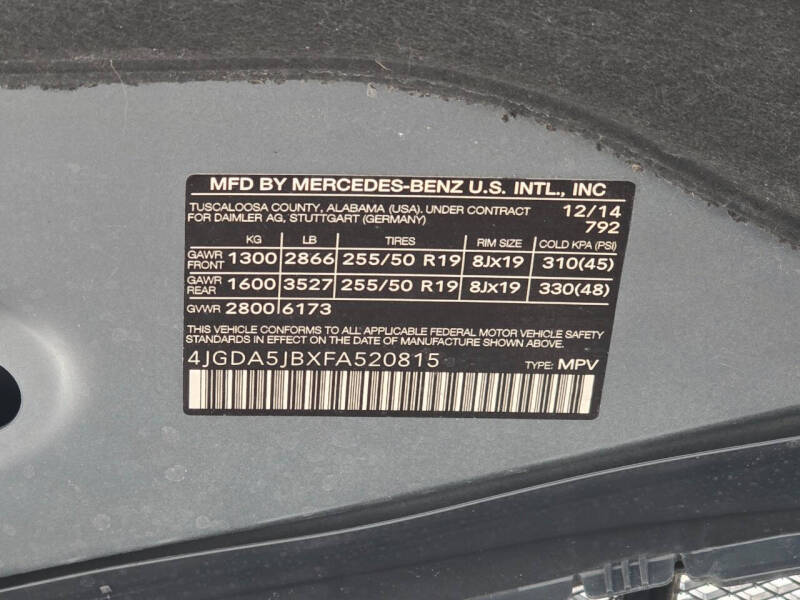 MFD BY MERCEDES-BENZ U.S. INTL., INC
TUSCALOOSA COUNTY, ALABAMA (USA). UNDER CONTRACT 12/14
FOR DAIMLER AG, STUTTGART (GERMANY) 792
KG LB TIRES RIM SIZE COLD KPA (PSI)
GAWR FRONT 1300 2866 255/50 R19 8Jx19 310(45)
GAWR REAR 1600 3527 255/50 R19 8Jx19 330(48)
GVWR 2800 6173
THIS VEHICLE CONFORMS TO ALL APPLICABLE FEDERAL MOTOR VEHICLE SAFETY
STANDARDS IN EFFECT ON THE DATE OF MANUFACTURE SHOWN ABOVE.
4JGDA5JBXFA520815 TYPE: MPV